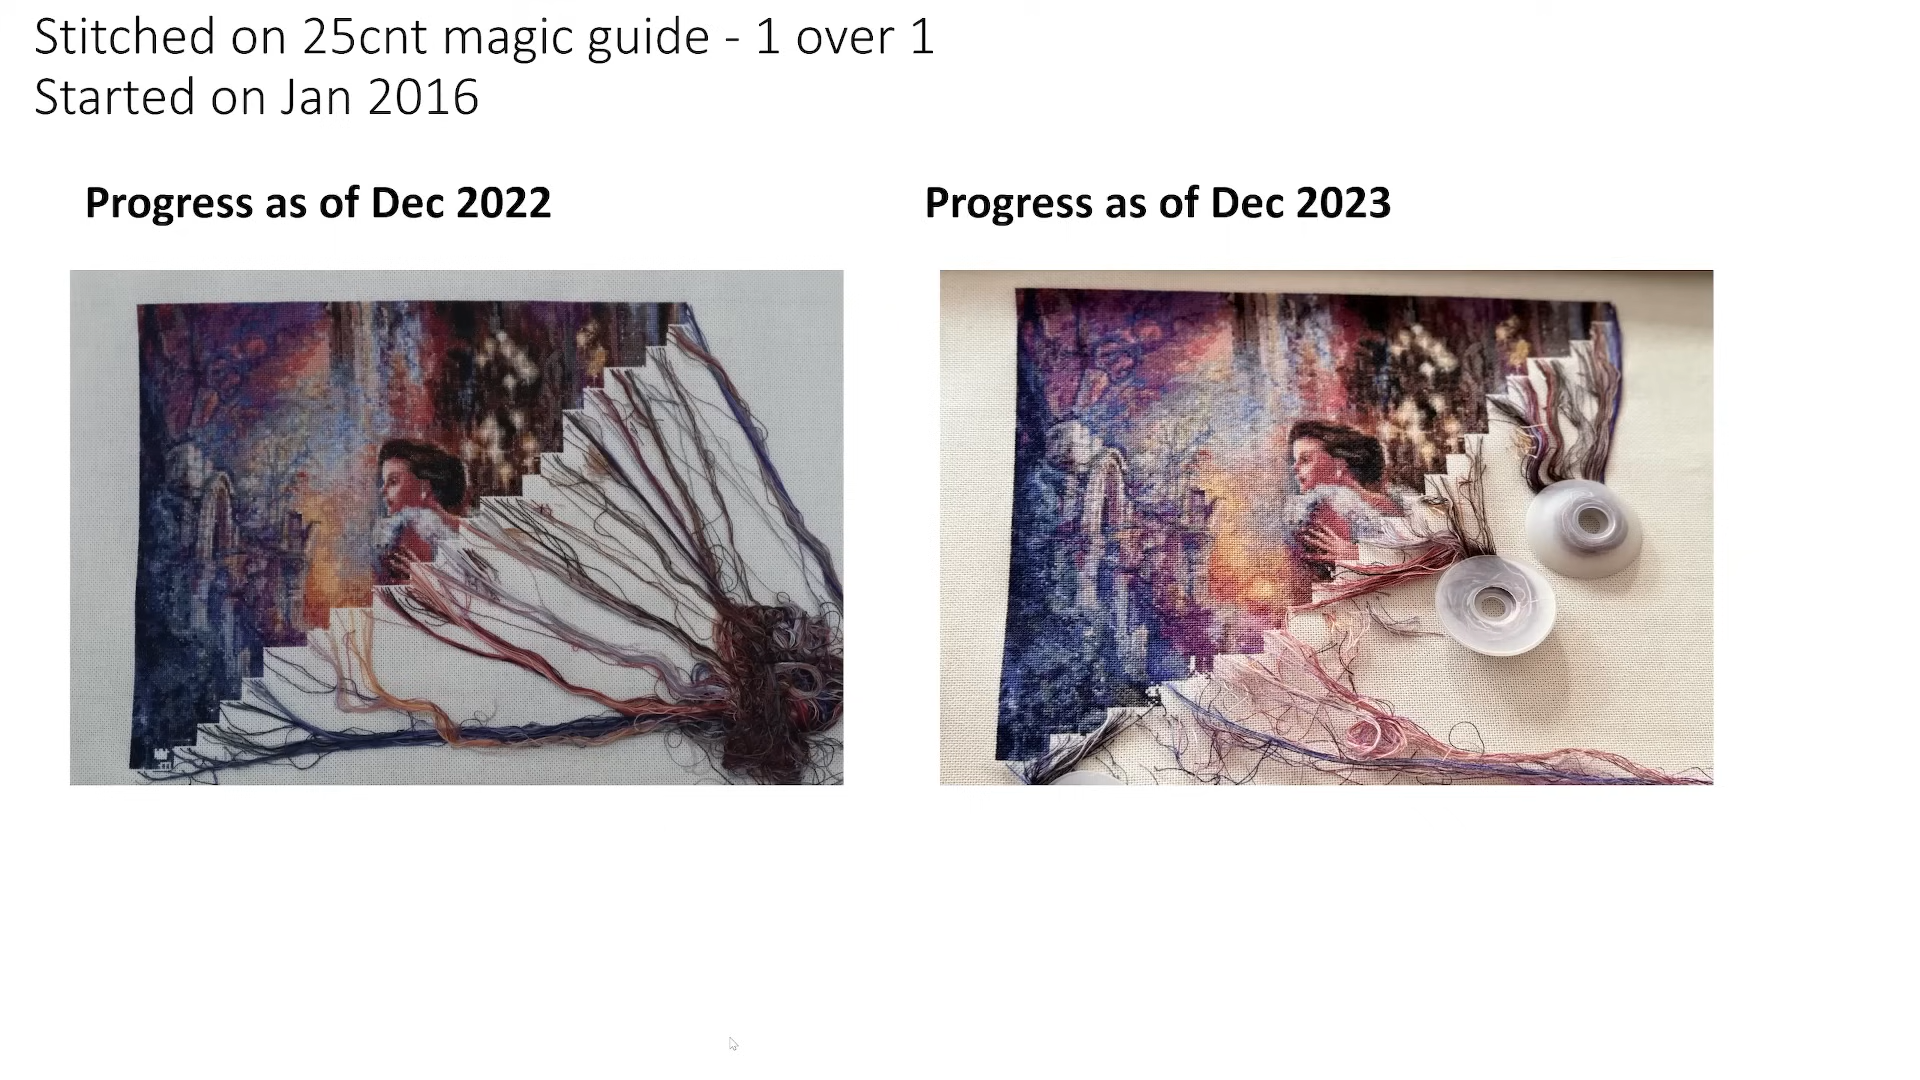 Stitched on 25cnt magic guide - 1 over 1
Started on Jan 2016
Progress as of Dec 2022
Progress as of Dec 2023